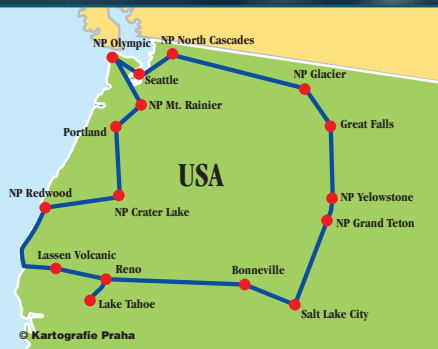 NP Olympic
NP North Cascades
Seattle
NP Glacier
NP Mt. Rainier
Portland
Great Falls
USA
NP Redwood
NP Crater Lake
NP Yelowstone
NP Grand Teton
Lassen Volcanic
Reno
Bonneville
Lake Tahoe
Salt Lake City
© Kartografie Praha